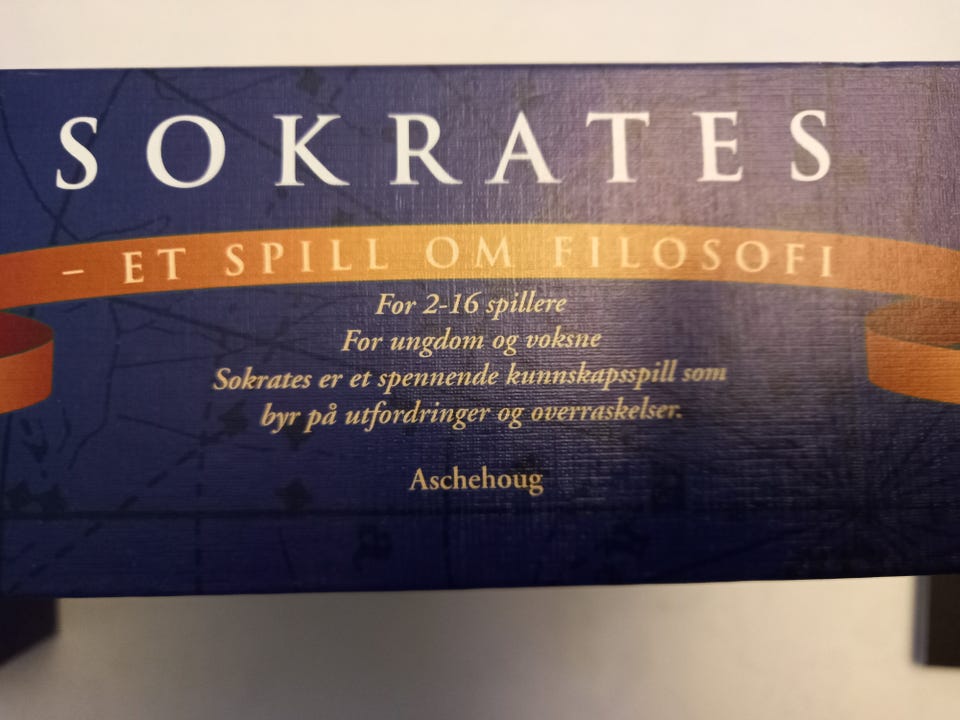 SOKRATES
– ET SPILL OM FILOSOFI
For 2-16 spillere
For ungdom og voksne
Sokrates er et spennende kunnskapsspill som
byr på utfordringer og overraskelser.
Aschehoug